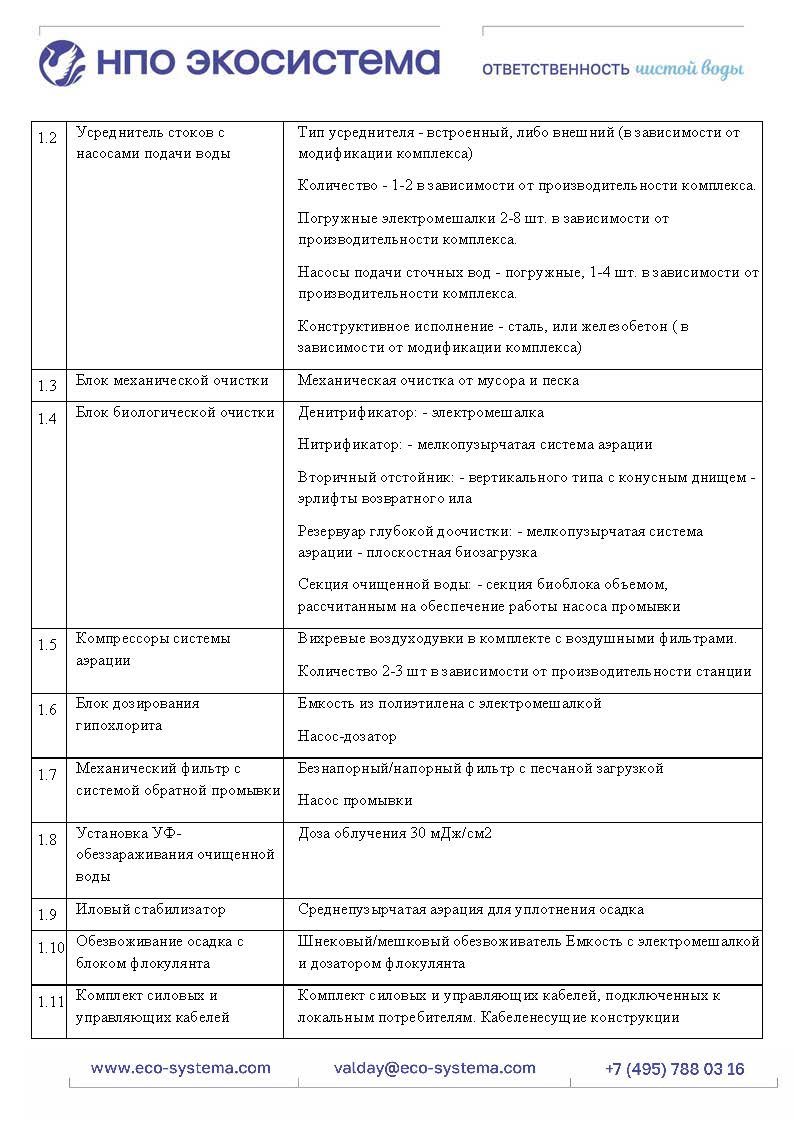 НПО ЭКОСИСТЕМА
ОТВЕТСТВЕННОСТЬ чистой воды
1.2
Усреднитель стоков с
насосами подачи воды
Тип усреднителя - встроенный, либо внешний (в зависимости от
модификации комплекса)
Количество - 1-2 в зависимости от производительности комплекса.
Погружные электромешалки 2-8 шт. в зависимости от
производительности комплекса.
Насосы подачи сточных вод - погружные, 1-4 шт. в зависимости от
производительности комплекса.
Конструктивное исполнение - сталь, или железобетон ( в
зависимости от модификации комплекса)
1.3
Блок механической очистки
Механическая очистка от мусора и песка
1.4
Блок биологической очистки
Денитрификатор: - электромешалка
Нитрификатор: - мелкопузырчатая система аэрации
Вторичный отстойник: - вертикального типа с конусным днищем -
эрлифты возвратного ила
Резервуар глубокой доочистки: - мелкопузырчатая система
аэрации - плоскостная биозагрузка
Секция очищенной воды: - секция биоблока объемом,
рассчитанным на обеспечение работы насоса промывки
1.5
Компрессоры системы
аэрации
Вихревые воздуходувки в комплекте с воздушными фильтрами.
Количество 2-3 шт в зависимости от производительности станции
1.6
Блок дозирования
гипохлорита
Емкость из полиэтилена с электромешалкой
Насос-дозатор
1.7
Механический фильтр с
системой обратной промывки
Безнапорный/напорный фильтр с песчаной загрузкой
Насос промывки
1.8
Установка УФ-
обеззараживания очищенной
воды
Доза облучения 30 мДж/см2
1.9
Иловый стабилизатор
Среднепузырчатая аэрация для уплотнения осадка
1.10
Обезвоживание осадка с
блоком флокулянта
Шнековый/мешковый обезвоживатель Емкость с электромешалкой
и дозатором флокулянта
1.11
Комплект силовых и
управляющих кабелей
Комплект силовых и управляющих кабелей, подключенных к
локальным потребителям. Кабеленесущие конструкции
www.eco-systema.com
valday@eco-systema.com
+7 (495) 788 03 16